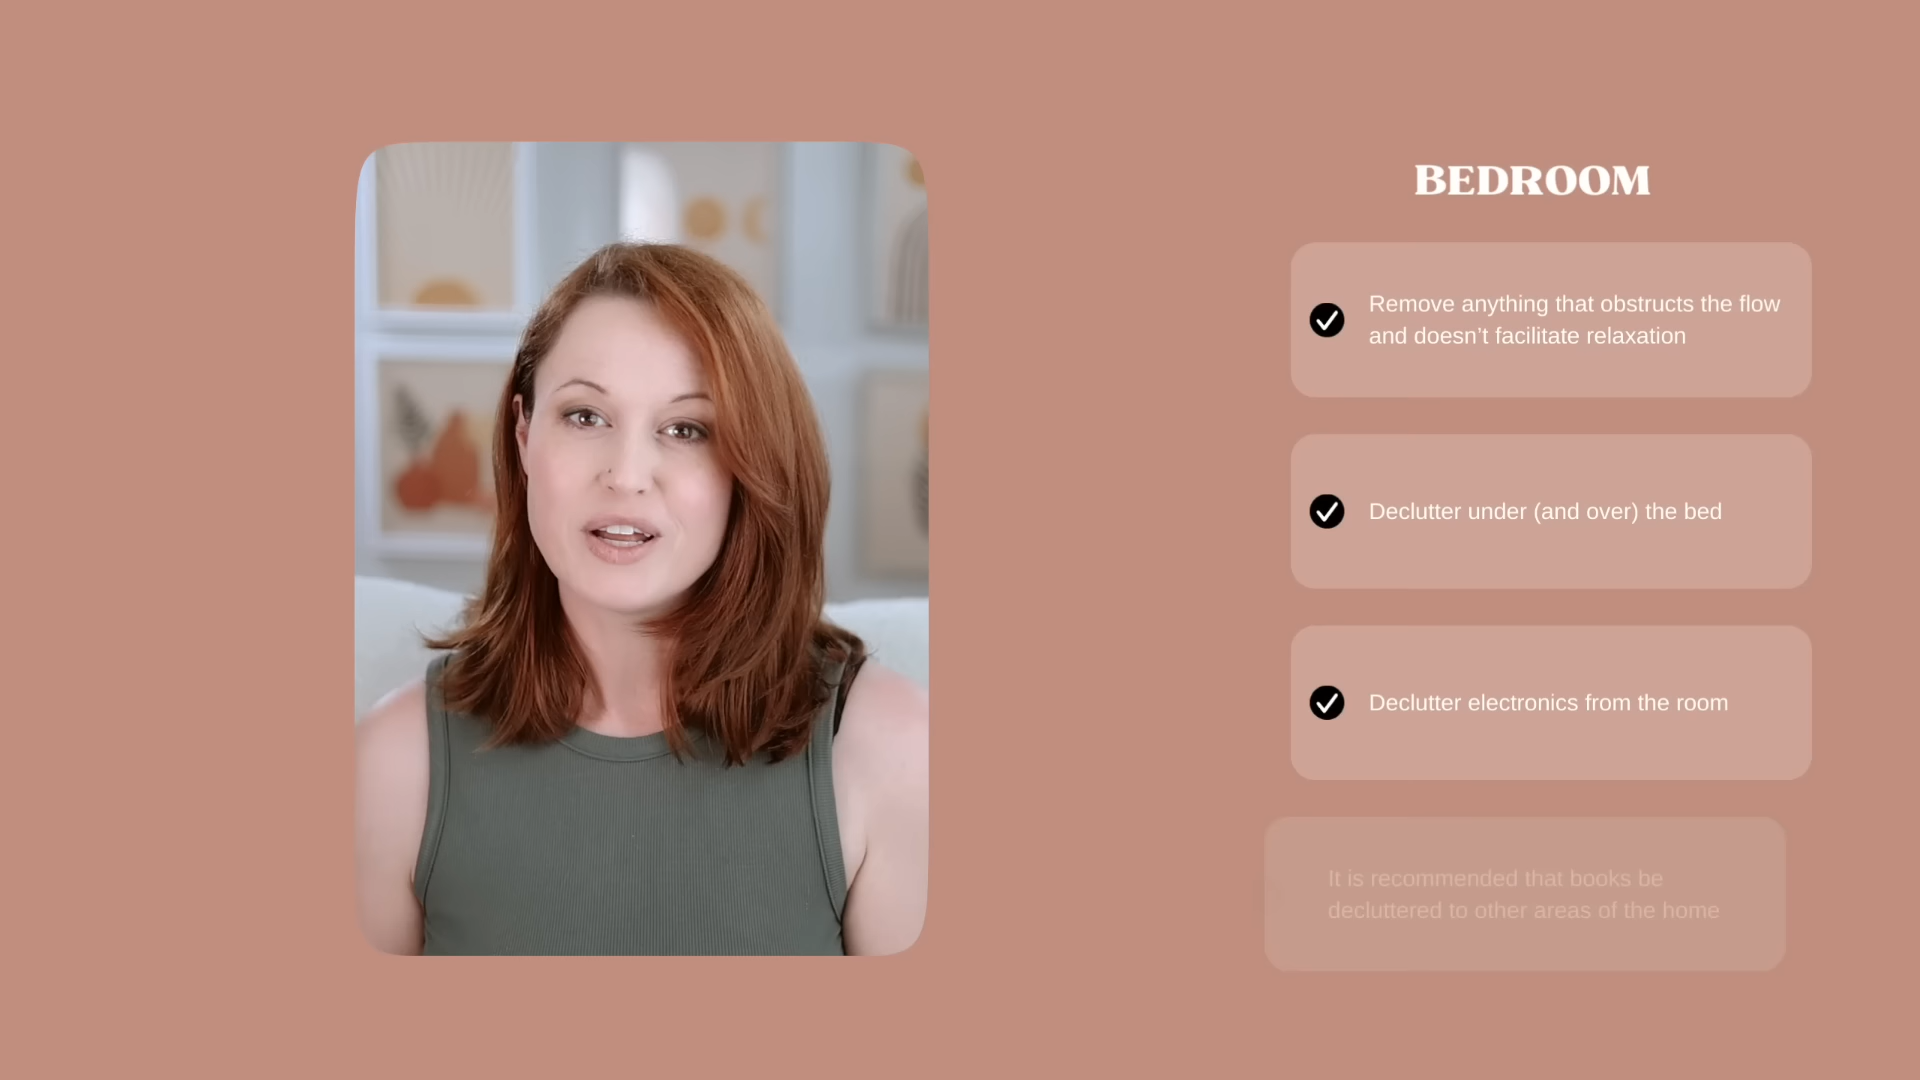 BEDROOM
Remove anything that obstructs the flow
and doesn’t facilitate relaxation
Declutter under (and over) the bed
Declutter electronics from the room
It is recommended that books be
decluttered to other areas of the home